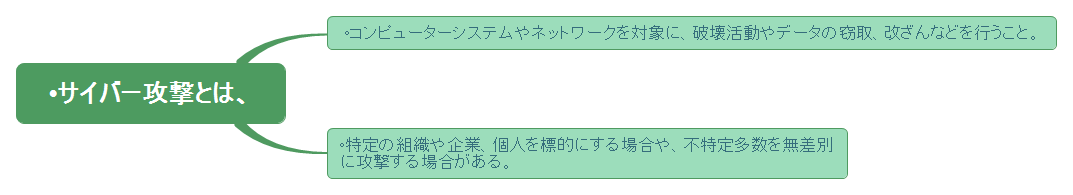 •コンピューターシステムやネットワークを対象に、破壊活動やデータの窃取、改ざんなどを行うこと。
•サイバー攻撃とは、
•特定の組織や企業、個人を標的にする場合や、不特定多数を無差別
に攻撃する場合がある。